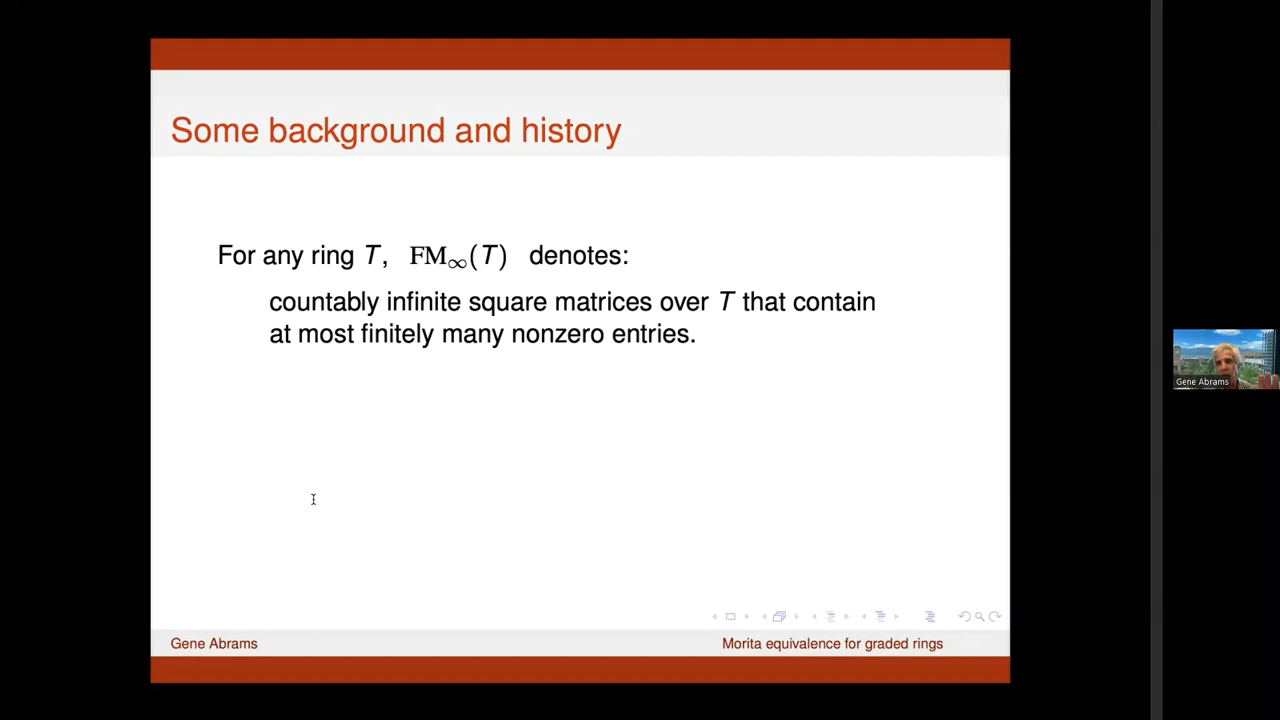 Some background and history
For any ring T, FM∞(T) denotes:
countably infinite square matrices over T that contain
at most finitely many nonzero entries.
Gene Abrams
Gene Abrams
Morita equivalence for graded rings